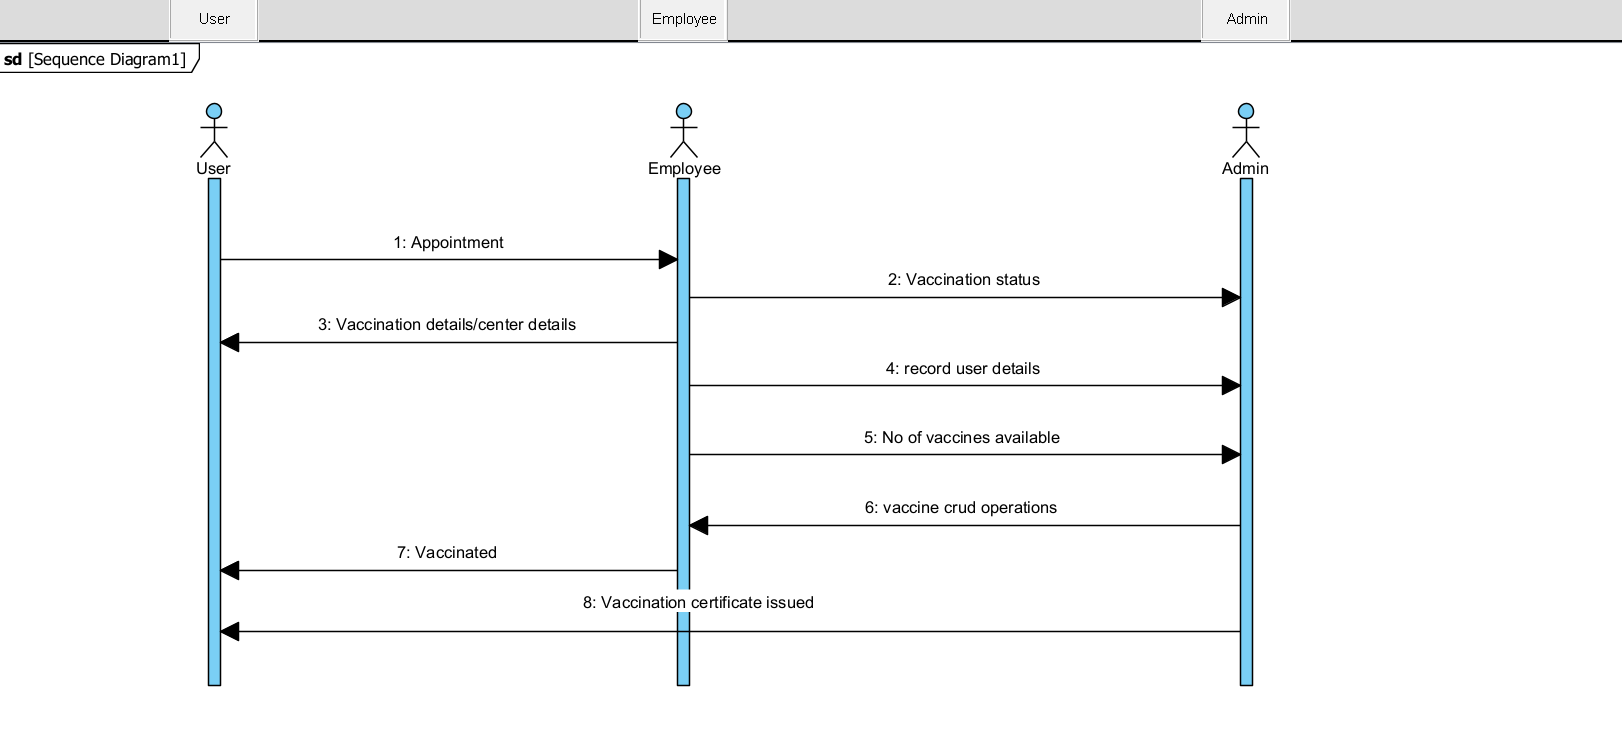 User
Employee
Admin
sd [Sequence Diagram1]
User
Employee
Admin
1: Appointment
2: Vaccination status
3: Vaccination details/center details
4: record user details
5: No of vaccines available
6: vaccine crud operations
7: Vaccinated
8: Vaccination certificate issued